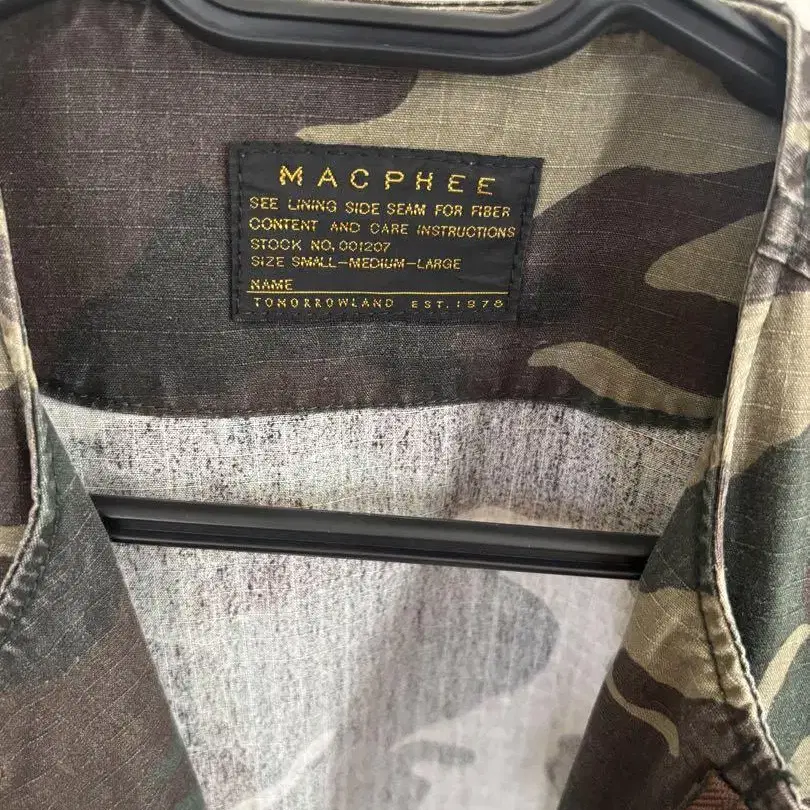 MACPHEE
SEE LINING SIDE SEAM FOR FIBER
CONTENT AND CARE INSTRUCTIONS
STOCK NO. 001207
SIZE SMALL-MEDIUM-LARGE
NAME
TOMORROWLAND EST. 1978